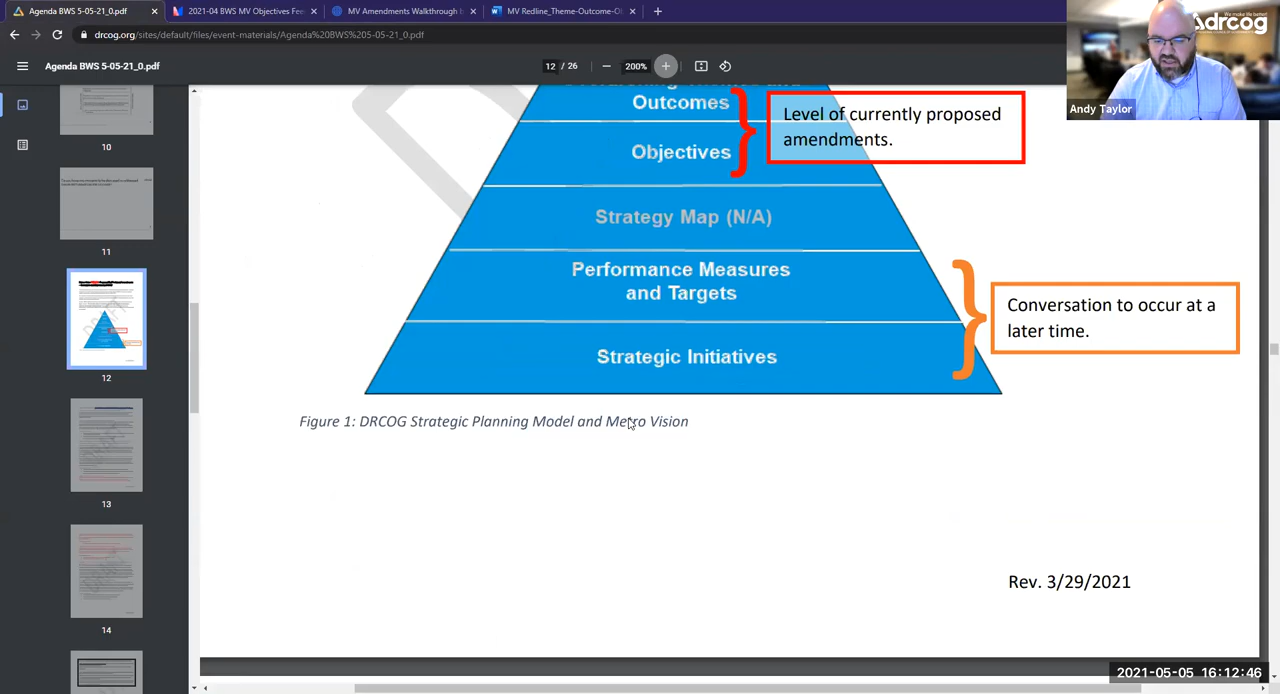 Agenda BWS 5-05-21_0.pdf
2021-04 BWS MV Objectives Fee
MV Amendments Walkthrough
MV Redline_Theme-Outcome-O
drcog.org/sites/default/files/event-materials/Agenda%20BWS%205-05-21_0.pdf
Agenda BWS 5-05-21_0.pdf
12 / 26
200%
We make life better!
drcog
Andy Taylor
10
11
12
13
14
Outcomes
Level of currently proposed
amendments.
Objectives
Strategy Map (N/A)
Performance Measures
and Targets
Conversation to occur at a
later time.
Strategic Initiatives
Figure 1: DRCOG Strategic Planning Model and Metro Vision
Rev. 3/29/2021
2021-05-05 16:12:46